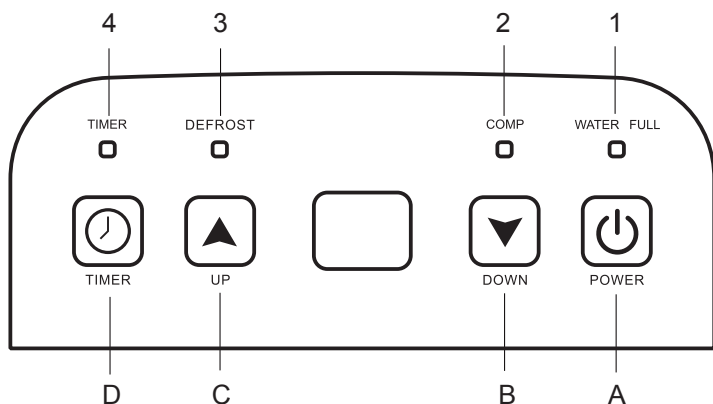 4 3 2 1
TIMER DEFROST COMP WATER FULL
TIMER UP DOWN POWER
D C B A